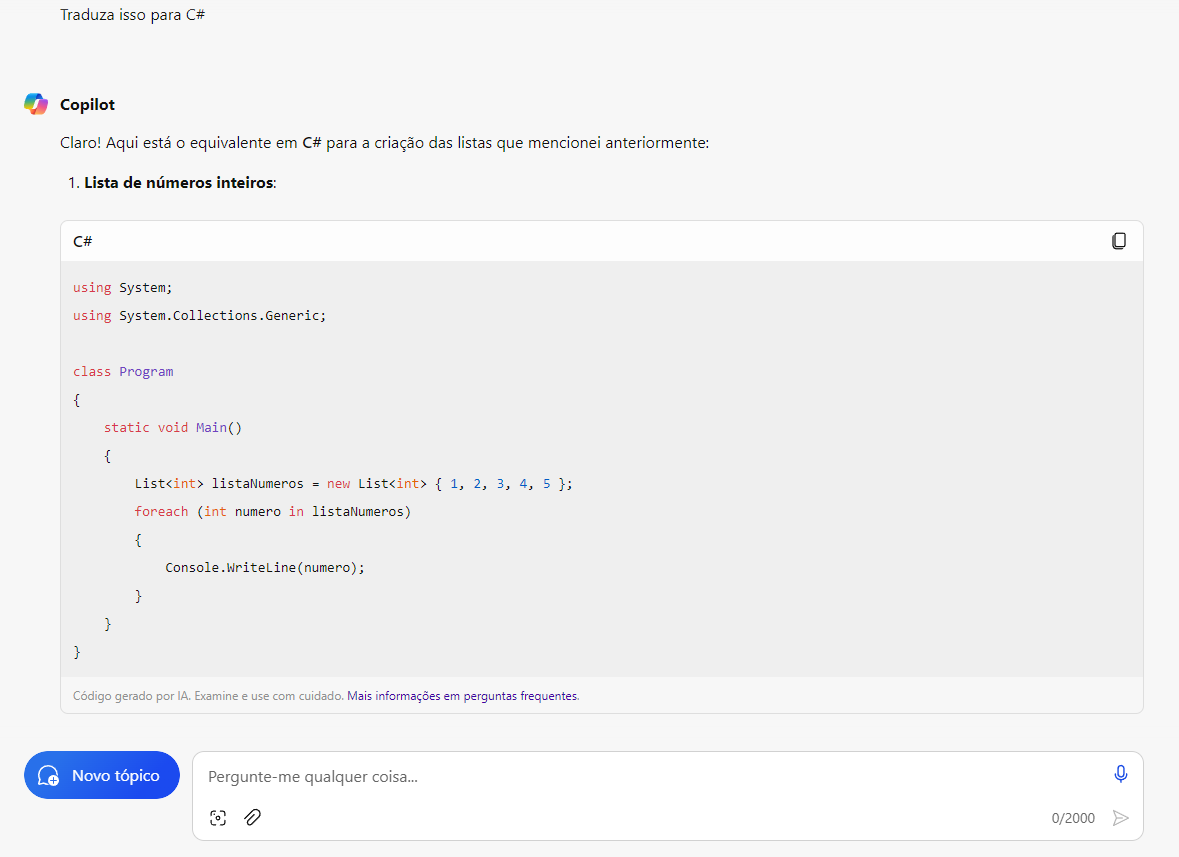 Traduza isso para C#
Copilot
Claro! Aqui está o equivalente em C# para a criação das listas que mencionei anteriormente:
1. Lista de números inteiros:
C#
using System;
using System.Collections.Generic;
class Program
{
    static void Main()
    {
        List<int> listaNumeros = new List<int> { 1, 2, 3, 4, 5 };
        foreach (int numero in listaNumeros)
        {
            Console.WriteLine(numero);
        }
    }
}
Código gerado por IA. Examine e use com cuidado. Mais informações em perguntas frequentes.
Novo tópico
Pergunte-me qualquer coisa...
0/2000